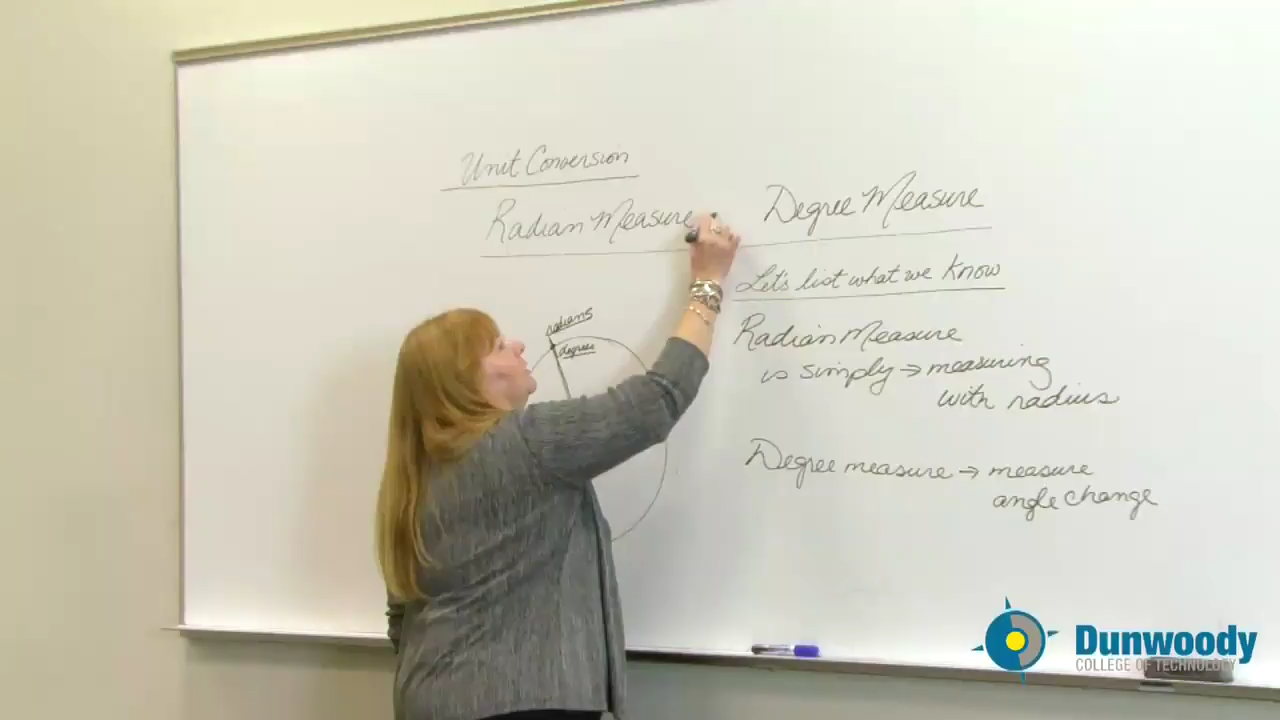 Unit Conversion
Radian Measure Degree Measure
Let's list what we know
radians
degree
Radian Measure
is simply → measuring
with radius
Degree measure → measure
angle change
Dunwoody
COLLEGE OF TECHNOLOGY